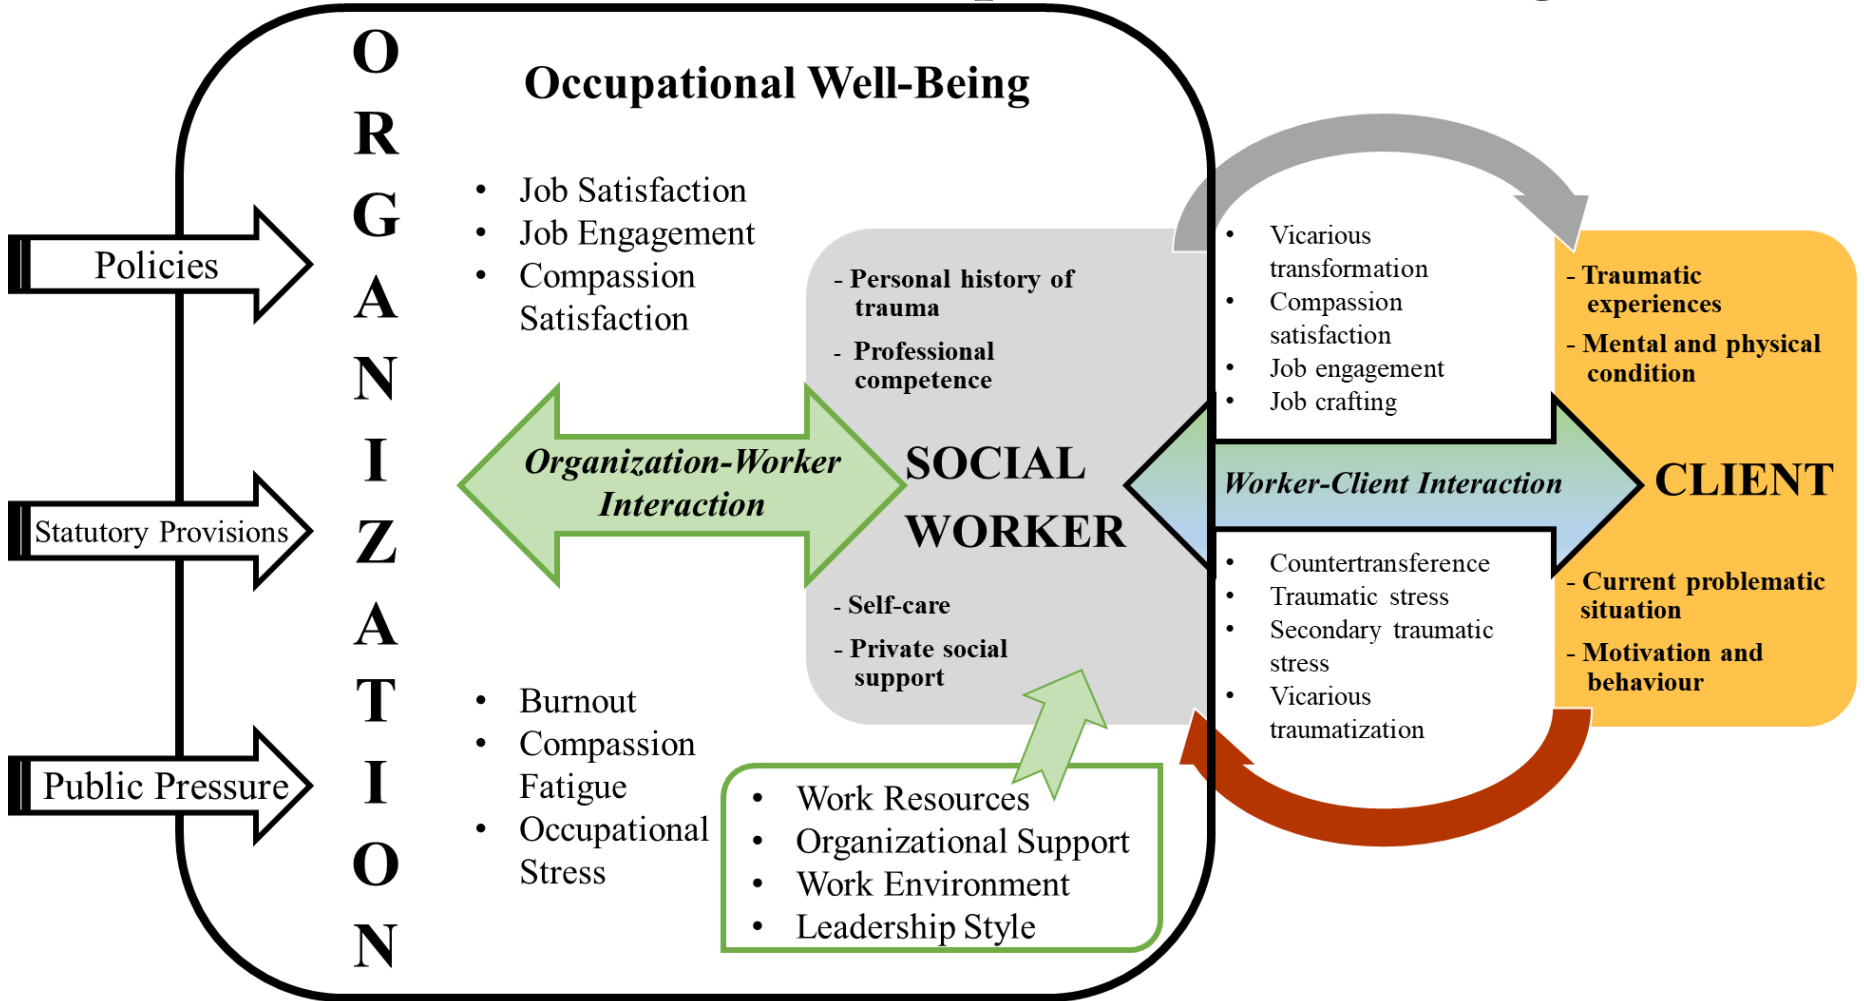 ORGANIZATION
Occupational Well-Being
• Job Satisfaction
• Job Engagement
• Compassion
Satisfaction
Policies
Statutory Provisions
Public Pressure
Organization-Worker
Interaction
• Burnout
• Compassion
Fatigue
• Occupational
Stress
- Personal history of
trauma
- Professional
competence
SOCIAL
WORKER
- Self-care
- Private social
support
• Work Resources
• Organizational Support
• Work Environment
• Leadership Style
• Vicarious
transformation
• Compassion
satisfaction
• Job engagement
• Job crafting
Worker-Client Interaction
• Countertransference
• Traumatic stress
• Secondary traumatic
stress
• Vicarious
traumatization
- Traumatic
experiences
- Mental and physical
condition
CLIENT
- Current problematic
situation
- Motivation and
behaviour